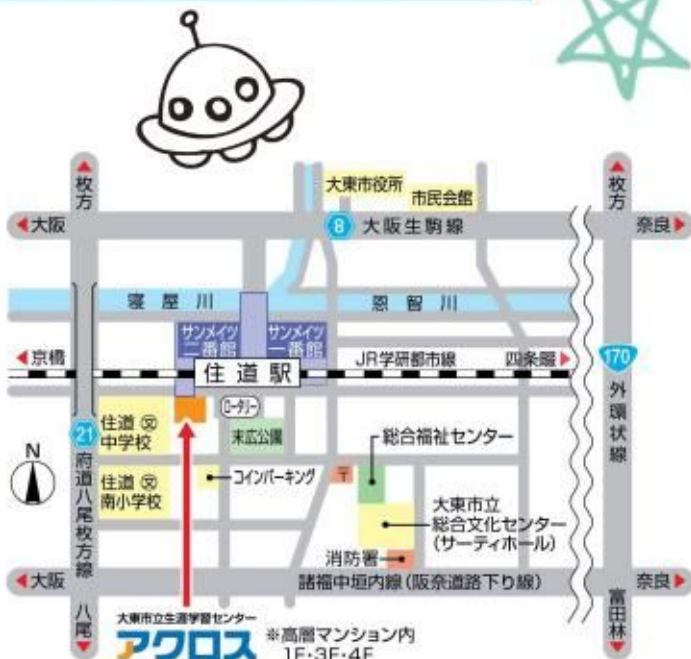 枚方
大東市役所
市民会館
枚方
◀大阪
8 大阪生駒線
奈良▶
寝屋川
恩智川
サンメイツ
二番館
サンメイツ
一番館
◀京橋
住道駅
JR学研都市線
四条畷▶
170
外環状線
ロータリー
住道 文
中学校
末広公園
21
府道八尾枚方線
N
総合福祉センター
住道 文
南小学校
コインパーキング
〒
大東市立
総合文化センター
(サーティホール)
消防署
◀大阪
諸福中垣内線(阪奈道路下り線)
奈良▶
八尾
富田林
大東市立生涯学習センター
アクロス
※高層マンション内
1F・3F・4F